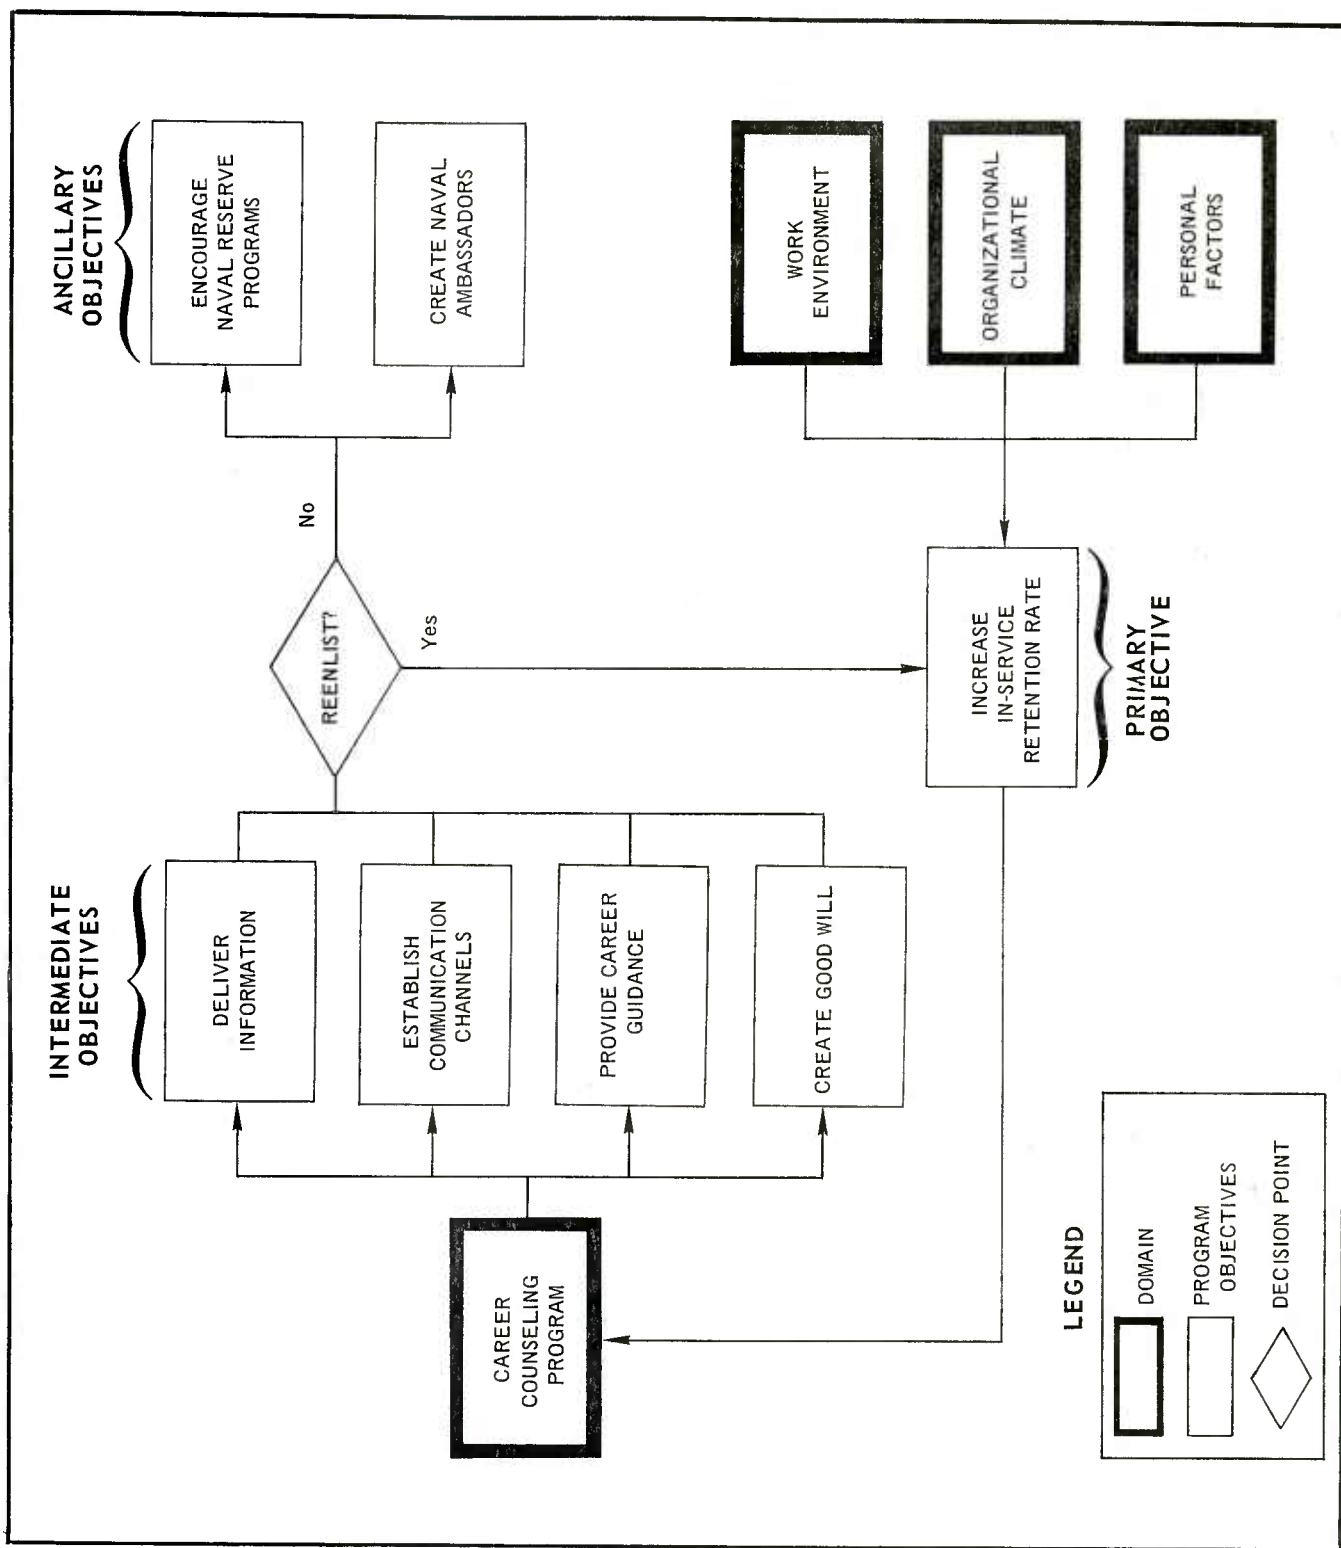 INTERMEDIATE
OBJECTIVES
ANCILLARY
OBJECTIVES
CAREER
COUNSELING
PROGRAM
DELIVER
INFORMATION
ESTABLISH
COMMUNICATION
CHANNELS
PROVIDE CAREER
GUIDANCE
CREATE GOOD WILL
REENLIST?
No
Yes
ENCOURAGE
NAVAL RESERVE
PROGRAMS
CREATE NAVAL
AMBASSADORS
INCREASE
IN-SERVICE
RETENTION RATE
PRIMARY
OBJECTIVE
WORK
ENVIRONMENT
ORGANIZATIONAL
CLIMATE
PERSONAL
FACTORS
LEGEND
DOMAIN
PROGRAM
OBJECTIVES
DECISION POINT